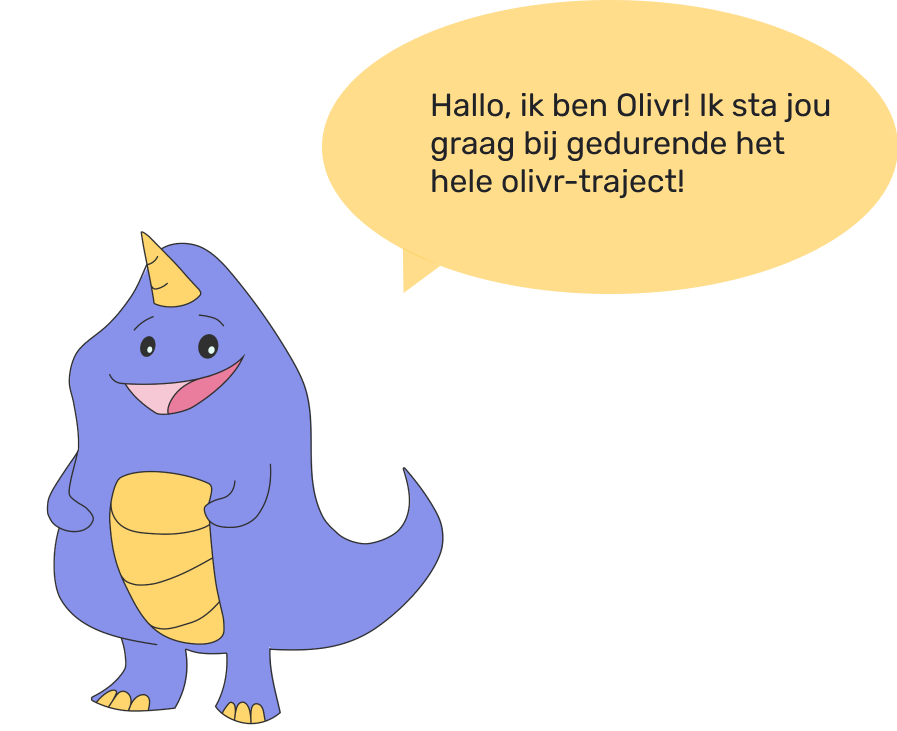 Hallo, ik ben Olivr! Ik sta jou
graag bij gedurende het
hele olivr-traject!